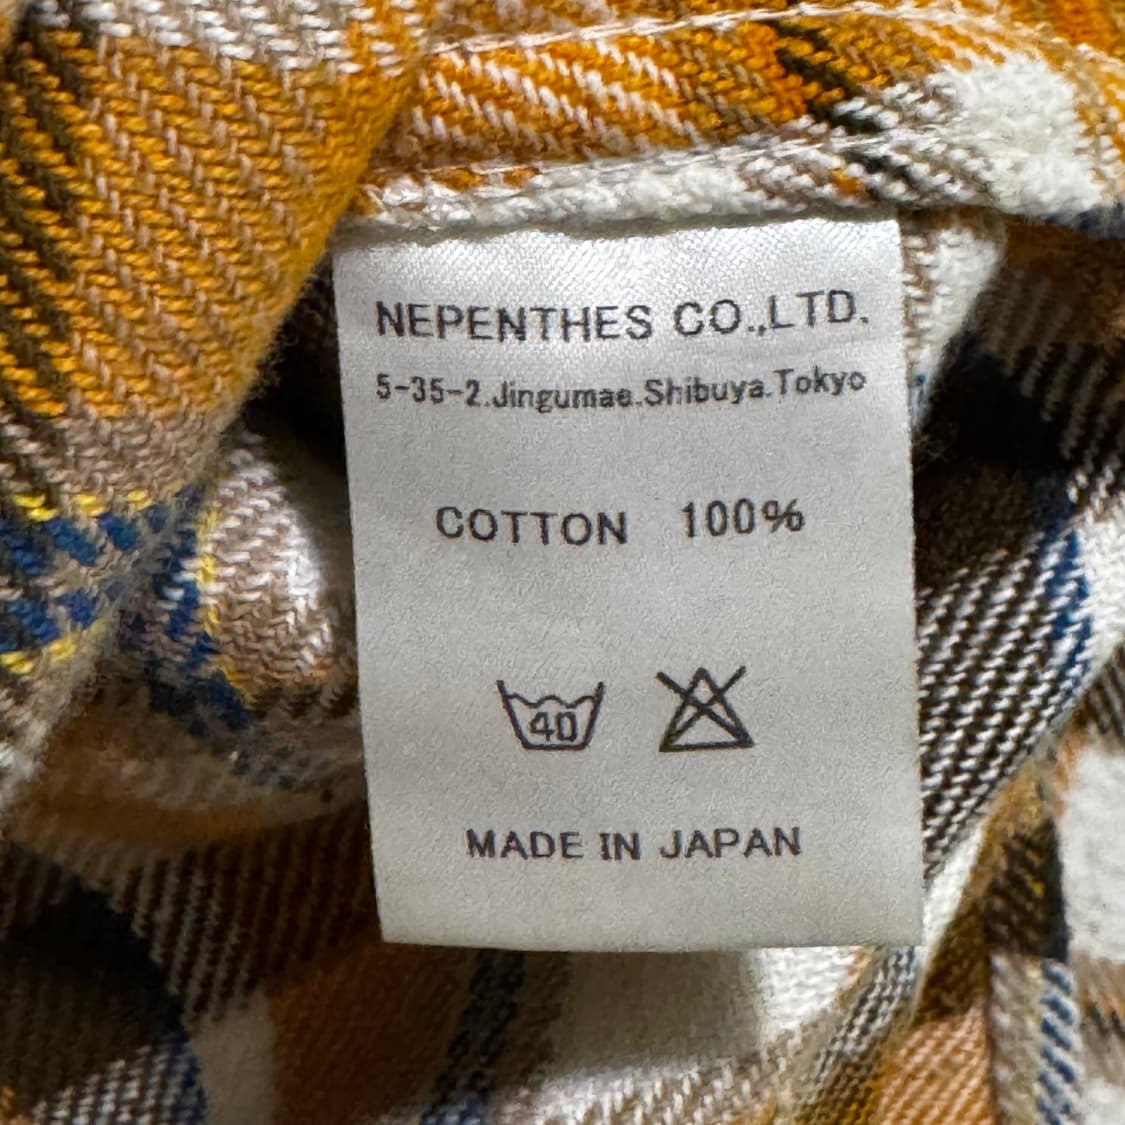 NEPENTHES CO.,LTD.
5-35-2.Jingumae.Shibuya.Tokyo
COTTON 100%
40
MADE IN JAPAN